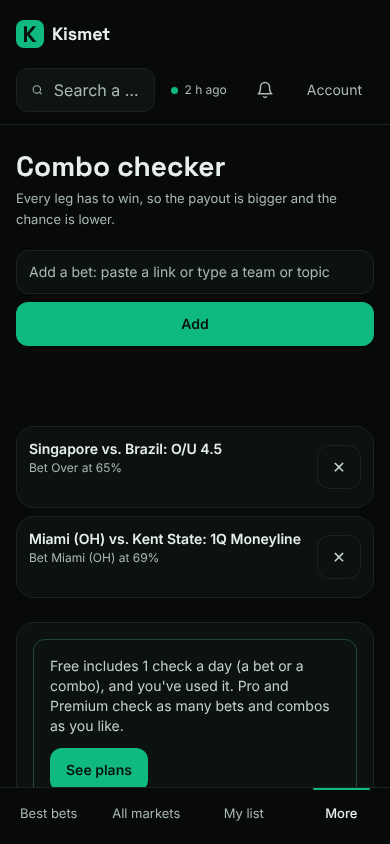 Kismet
Search a ...
2 h ago
Account
Combo checker
Every leg has to win, so the payout is bigger and the
chance is lower.
Add a bet: paste a link or type a team or topic
Add
Singapore vs. Brazil: O/U 4.5
Bet Over at 65%
Miami (OH) vs. Kent State: 1Q Moneyline
Bet Miami (OH) at 69%
Free includes 1 check a day (a bet or a
combo), and you've used it. Pro and
Premium check as many bets and combos
as you like.
See plans
Best bets
All markets
My list
More